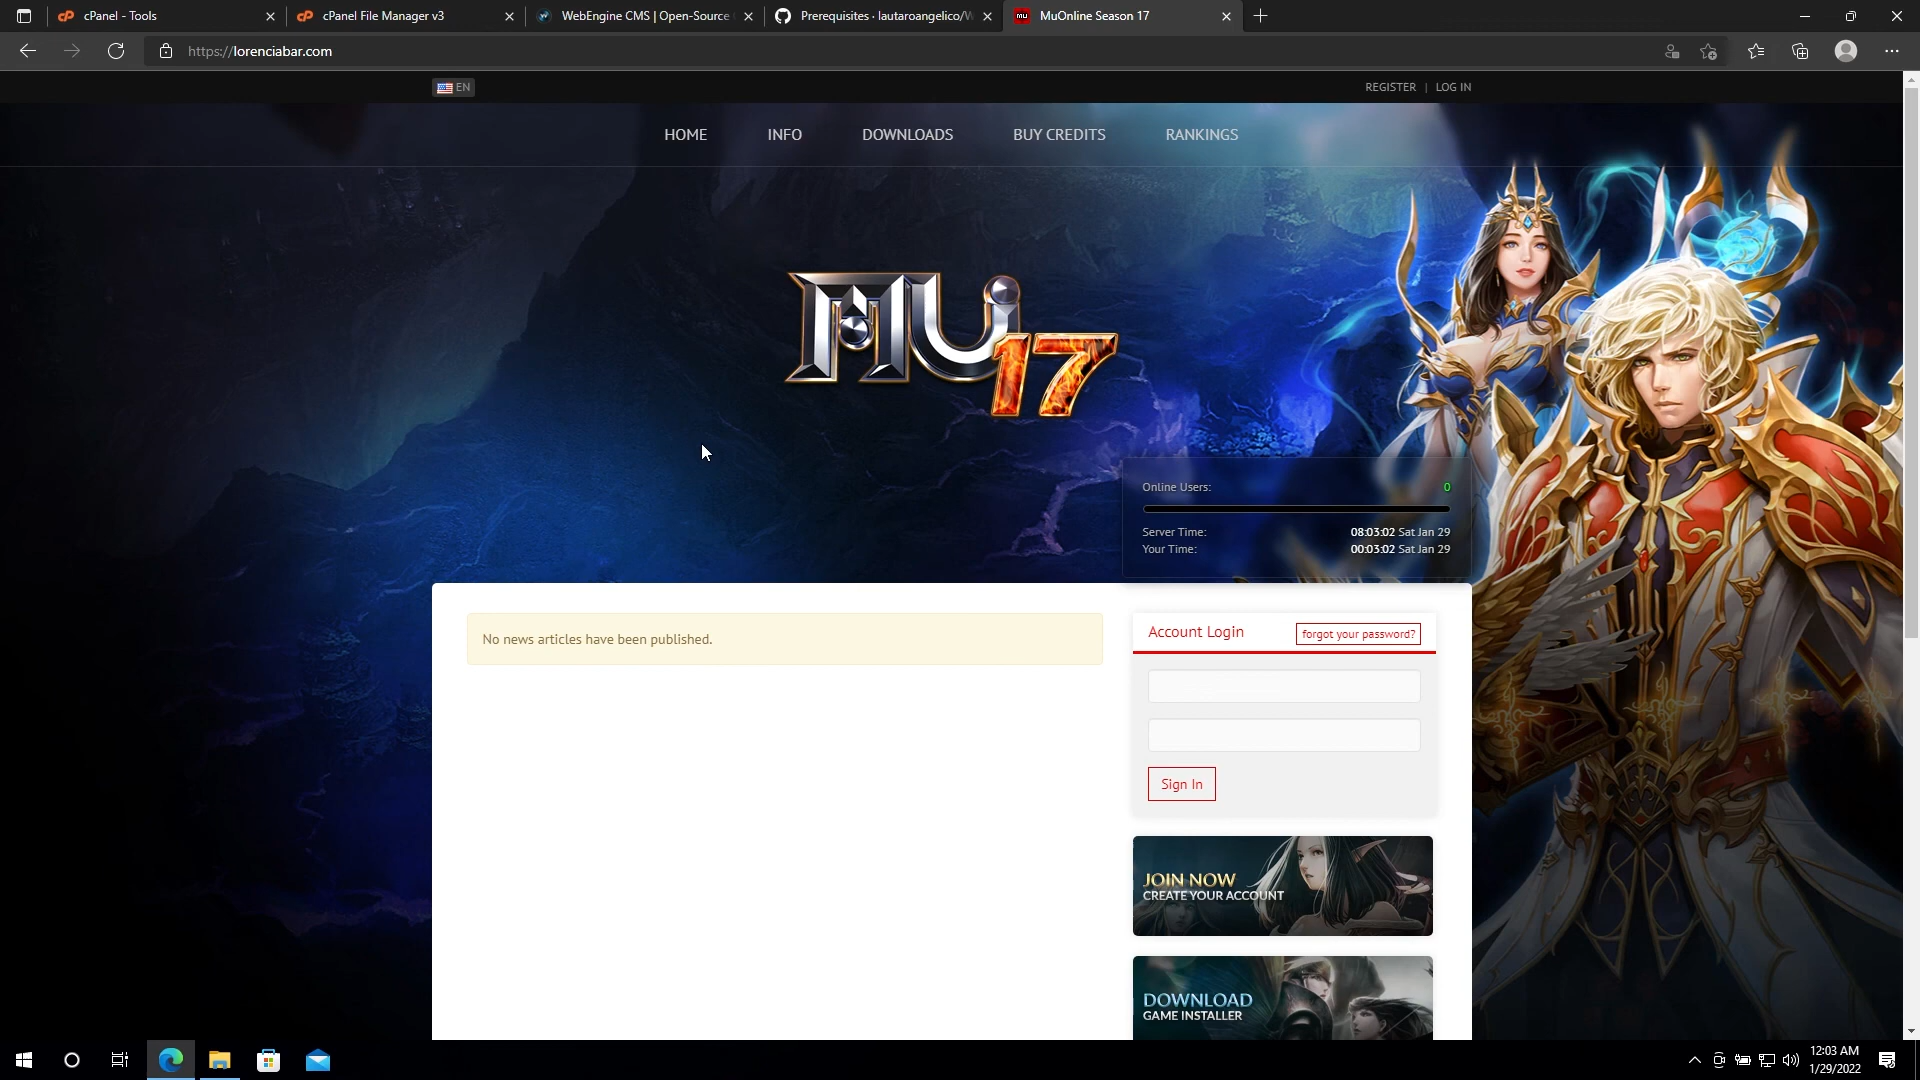 cPanel - Tools
cPanel File Manager v3
WebEngine CMS | Open-Source
Prerequisites · lautaroangelico/W
MuOnline Season 17
https://lorenciabar.com
EN
REGISTER | LOG IN
HOME INFO DOWNLOADS BUY CREDITS RANKINGS
MU 17
Online Users: 0
Server Time: 08:03:02 Sat Jan 29
Your Time: 00:03:02 Sat Jan 29
No news articles have been published.
Account Login forgot your password?
Sign In
JOIN NOW
CREATE YOUR ACCOUNT
DOWNLOAD
GAME INSTALLER
12:03 AM
1/29/2022